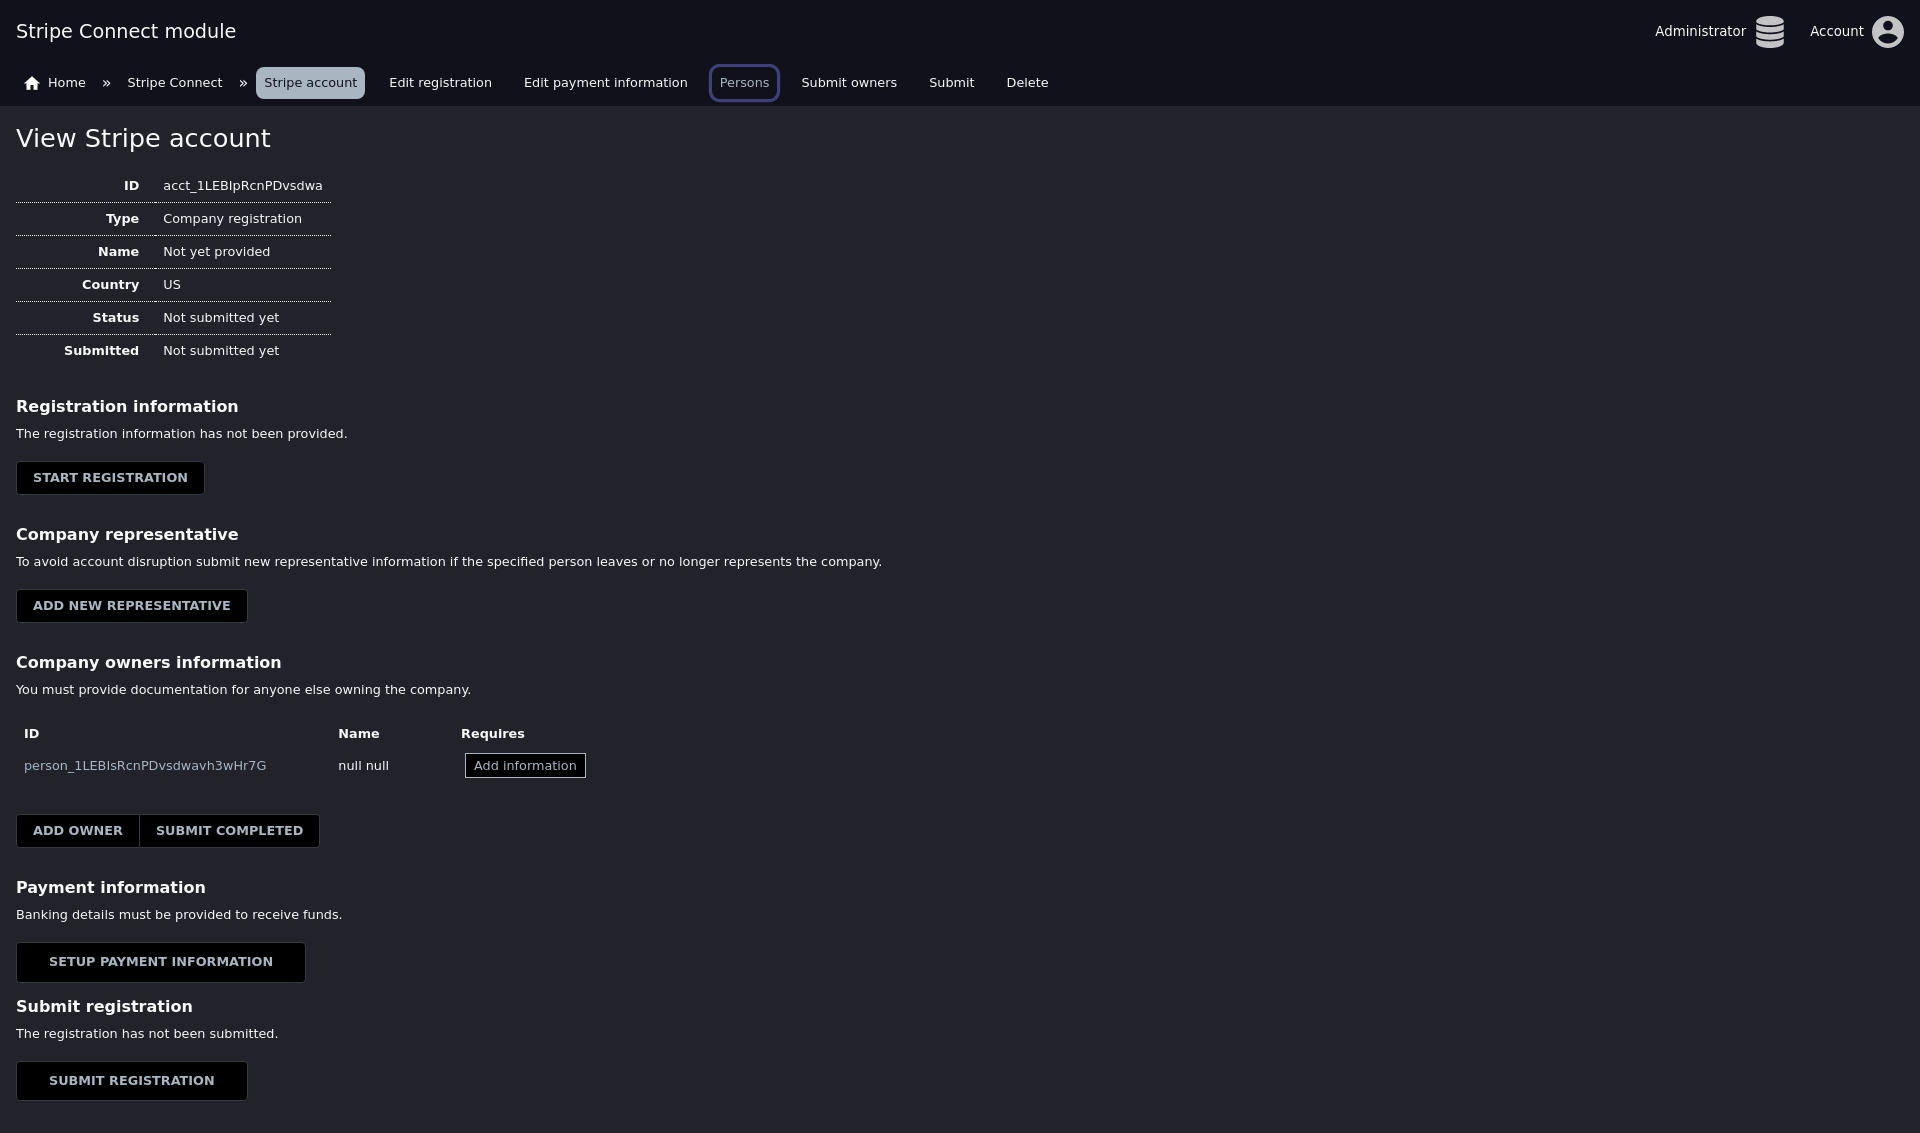 Stripe Connect module
Administrator
Account
Home » Stripe Connect » Stripe account Edit registration Edit payment information Persons Submit owners Submit Delete
View Stripe account
ID acct_1LEBIpRcnPDvsdwa
Type Company registration
Name Not yet provided
Country US
Status Not submitted yet
Submitted Not submitted yet
Registration information
The registration information has not been provided.
START REGISTRATION
Company representative
To avoid account disruption submit new representative information if the specified person leaves or no longer represents the company.
ADD NEW REPRESENTATIVE
Company owners information
You must provide documentation for anyone else owning the company.
ID Name Requires
person_1LEBIsRcnPDvsdwavh3wHr7G null null Add information
ADD OWNER SUBMIT COMPLETED
Payment information
Banking details must be provided to receive funds.
SETUP PAYMENT INFORMATION
Submit registration
The registration has not been submitted.
SUBMIT REGISTRATION